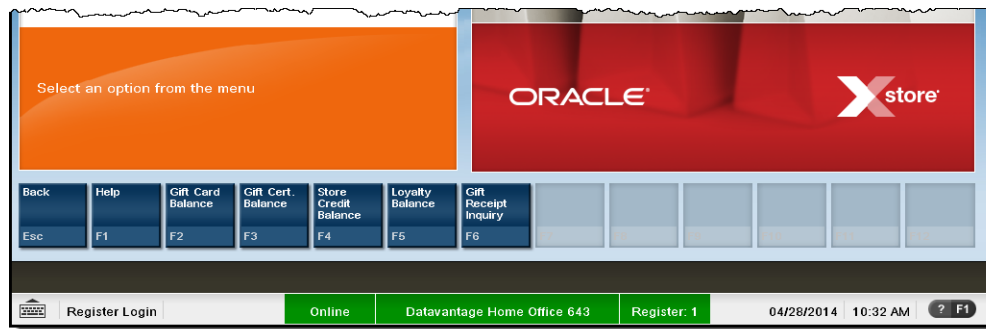 Select an option from the menu
ORACLE
Xstore
Back
Help
Gift Card
Balance
Gift Cert.
Balance
Store
Credit
Balance
Loyalty
Balance
Gift
Receipt
Inquiry
Esc
F1
F2
F3
F4
F5
F6
Register Login
Online
Datavantage Home Office 643
Register: 1
04/28/2014
10:32 AM
? F1